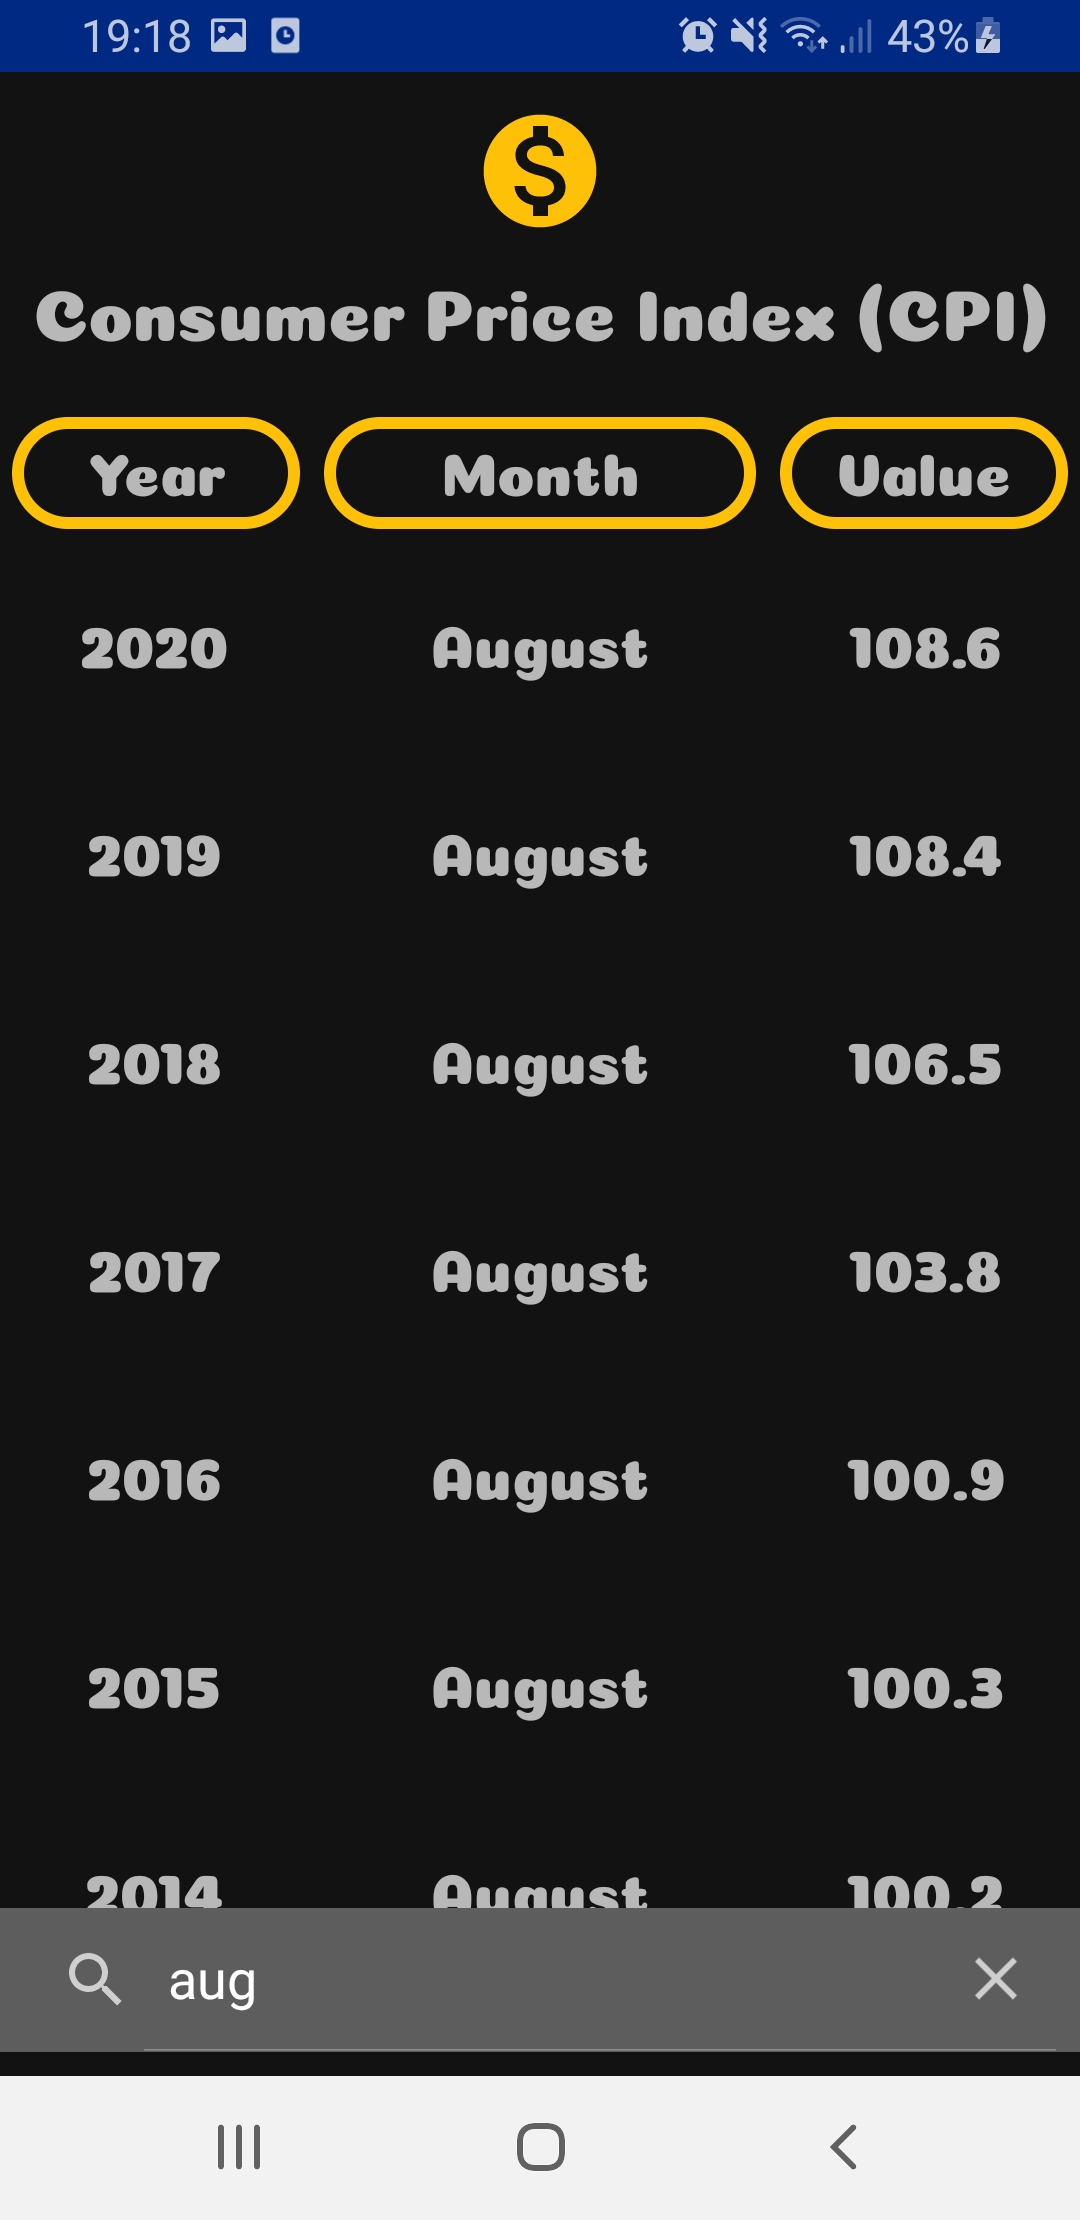 19:18 43%
$
Consumer Price Index (CPI)
Year Month Value
2020 August 108.6
2019 August 108.4
2018 August 106.5
2017 August 103.8
2016 August 100.9
2015 August 100.3
2014 August 100.2
aug